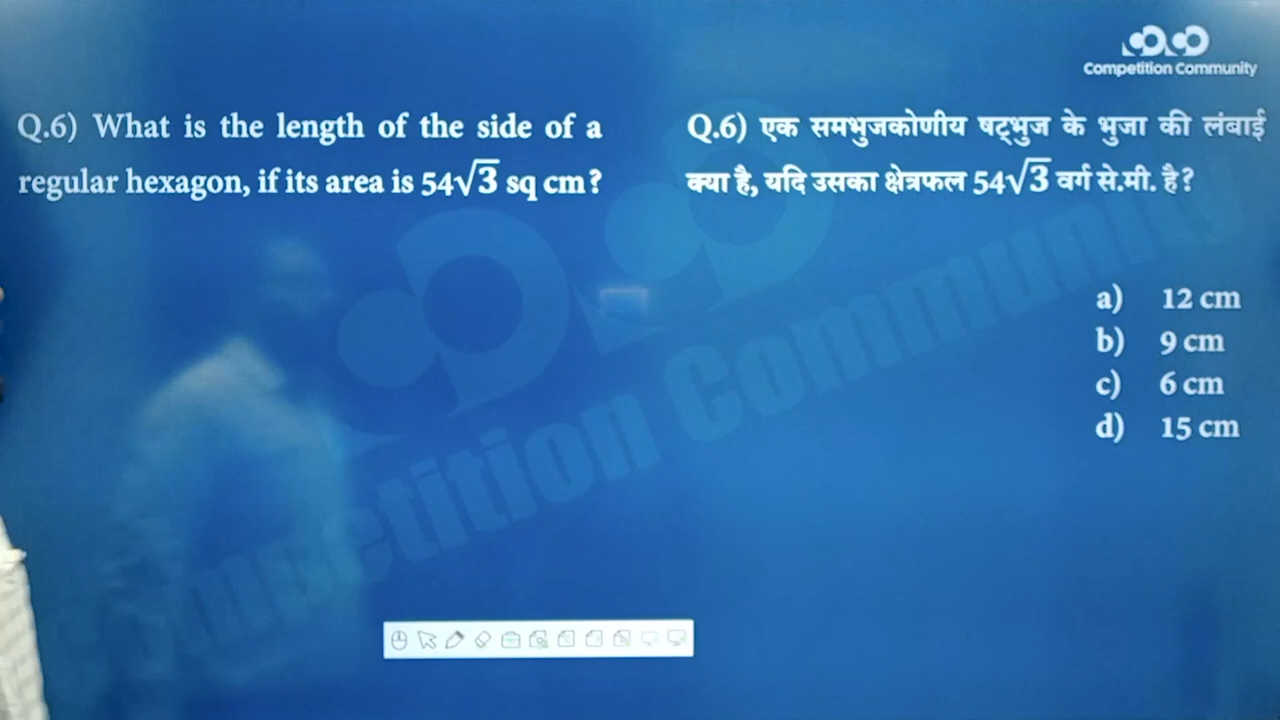 Competition Community
Q.6) What is the length of the side of a
regular hexagon, if its area is 54√3 sq cm?
Q.6) एक समभुजकोणीय षट्भुज के भुजा की लंबाई
क्या है, यदि उसका क्षेत्रफल 54√3 वर्ग से.मी. है?
a) 12 cm
b) 9 cm
c) 6 cm
d) 15 cm
Competition Community